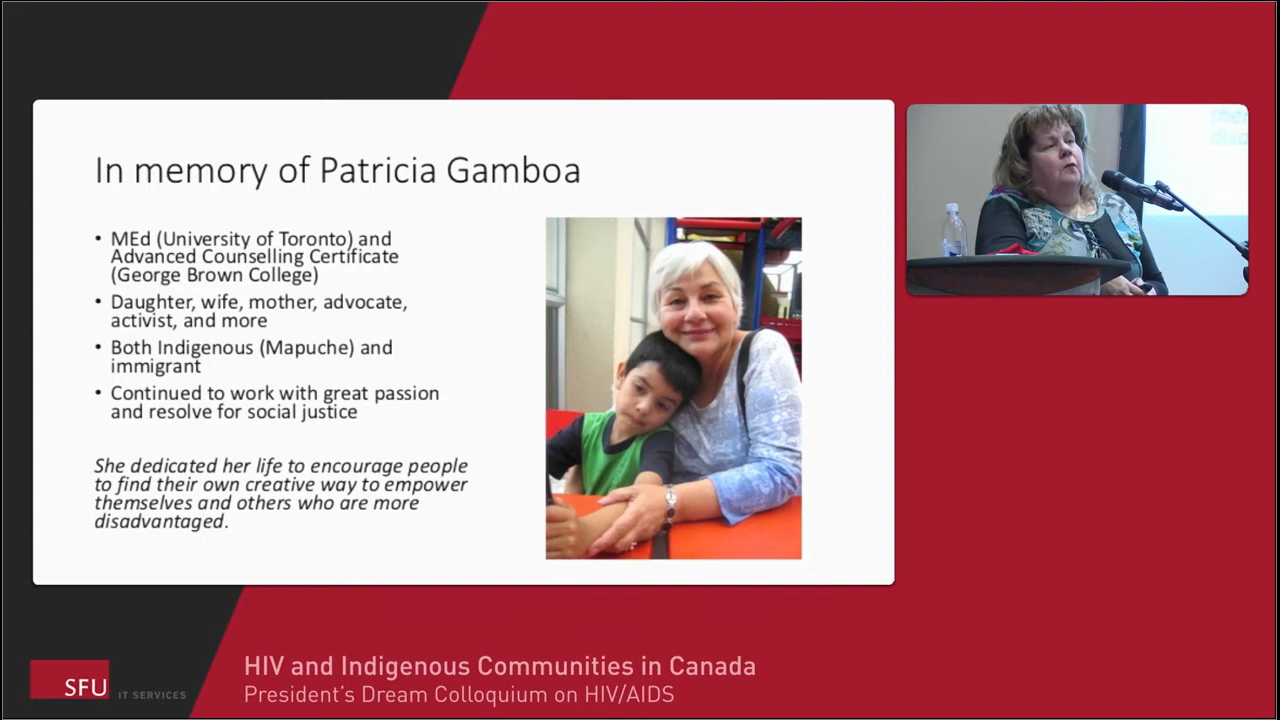 In memory of Patricia Gamboa
• MEd (University of Toronto) and
Advanced Counselling Certificate
(George Brown College)
• Daughter, wife, mother, advocate,
activist, and more
• Both Indigenous (Mapuche) and
immigrant
• Continued to work with great passion
and resolve for social justice
She dedicated her life to encourage people
to find their own creative way to empower
themselves and others who are more
disadvantaged.
HIV and Indigenous Communities in Canada
President's Dream Colloquium on HIV/AIDS
SFU IT SERVICES